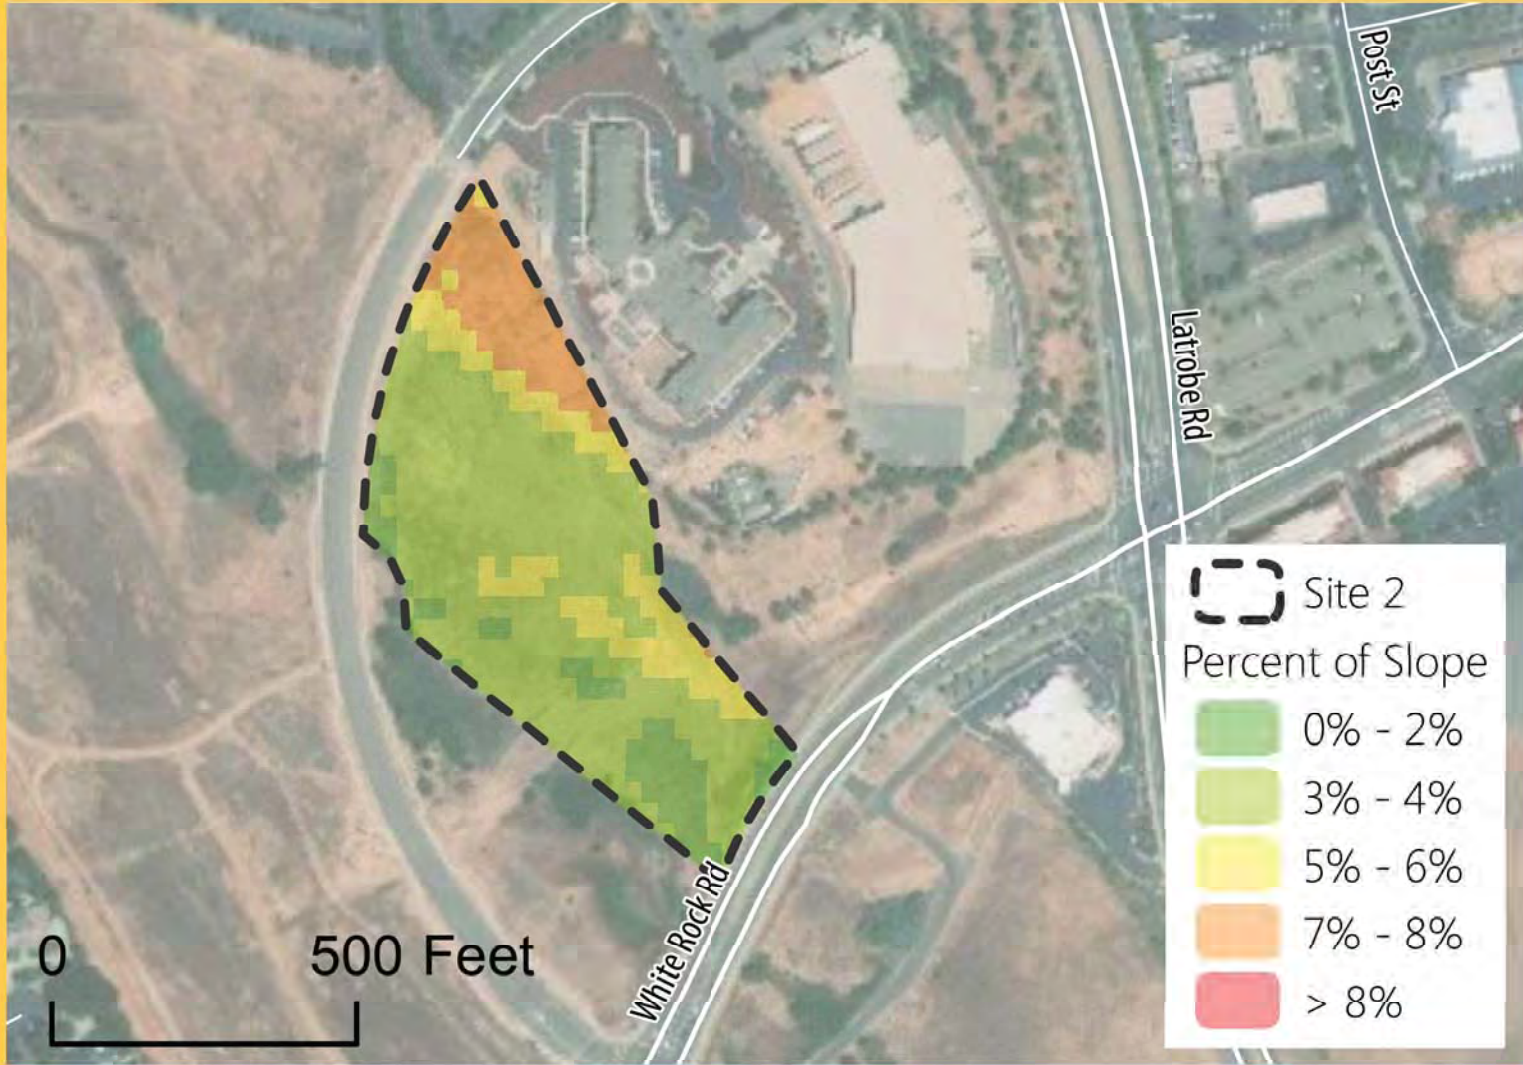 Post St
Latrobe Rd
White Rock Rd
0 500 Feet
Site 2
Percent of Slope
0% - 2%
3% - 4%
5% - 6%
7% - 8%
> 8%